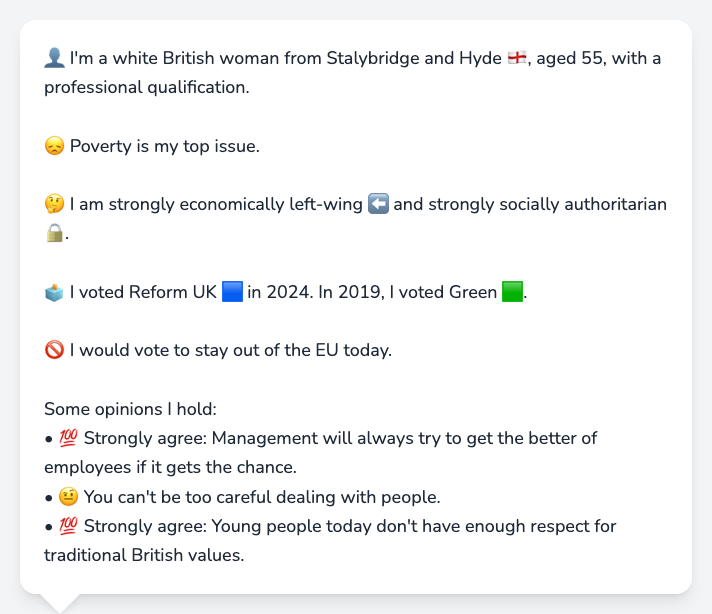 👤 I'm a white British woman from Stalybridge and Hyde 🏴󠁧󠁢󠁥󠁮󠁧󠁿, aged 55, with a
professional qualification.
😞 Poverty is my top issue.
🤔 I am strongly economically left-wing ⬅️ and strongly socially authoritarian
🔒.
🗳️ I voted Reform UK 🟦 in 2024. In 2019, I voted Green 🟩.
🚫 I would vote to stay out of the EU today.
Some opinions I hold:
• 💯 Strongly agree: Management will always try to get the better of
employees if it gets the chance.
• 🤨 You can't be too careful dealing with people.
• 💯 Strongly agree: Young people today don't have enough respect for
traditional British values.